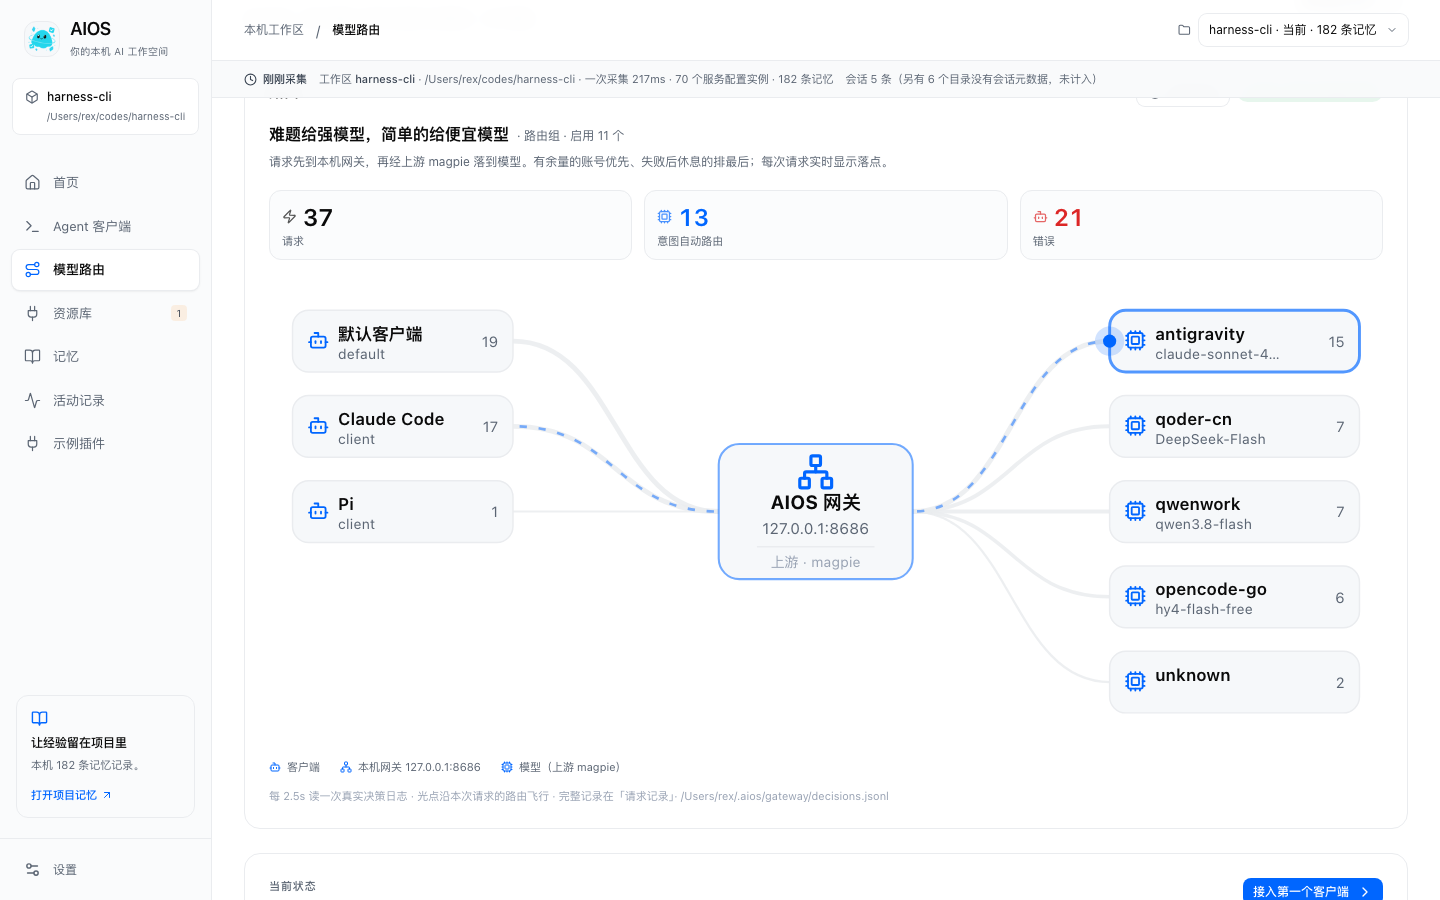 AIOS
你的本机 AI 工作空间
harness-cli
/Users/rex/codes/harness-cli
首页
Agent 客户端
模型路由
资源库
1
记忆
活动记录
示例插件
让经验留在项目里
本机 182 条记忆记录。
打开项目记忆
设置
本机工作区 / 模型路由
harness-cli · 当前 · 182 条记忆
刚刚采集 工作区 harness-cli · /Users/rex/codes/harness-cli · 一次采集 217ms · 70 个服务配置实例 · 182 条记忆 会话 5 条（另有 6 个目录没有会话元数据，未计入）
难题给强模型，简单的给便宜模型 · 路由组 · 启用 11 个
请求先到本机网关，再经上游 magpie 落到模型。有余量的账号优先、失败后休息的排最后；每次请求实时显示落点。
37
请求
13
意图自动路由
21
错误
默认客户端
default
19
Claude Code
client
17
Pi
client
1
AIOS 网关
127.0.0.1:8686
上游 · magpie
antigravity
claude-sonnet-4...
15
qoder-cn
DeepSeek-Flash
7
qwenwork
qwen3.8-flash
7
opencode-go
hy4-flash-free
6
unknown
2
客户端 本机网关 127.0.0.1:8686 模型（上游 magpie）
每 2.5s 读一次真实决策日志 · 光点沿本次请求的路由飞行 · 完整记录在「请求记录」· /Users/rex/.aios/gateway/decisions.jsonl
当前状态
接入第一个客户端